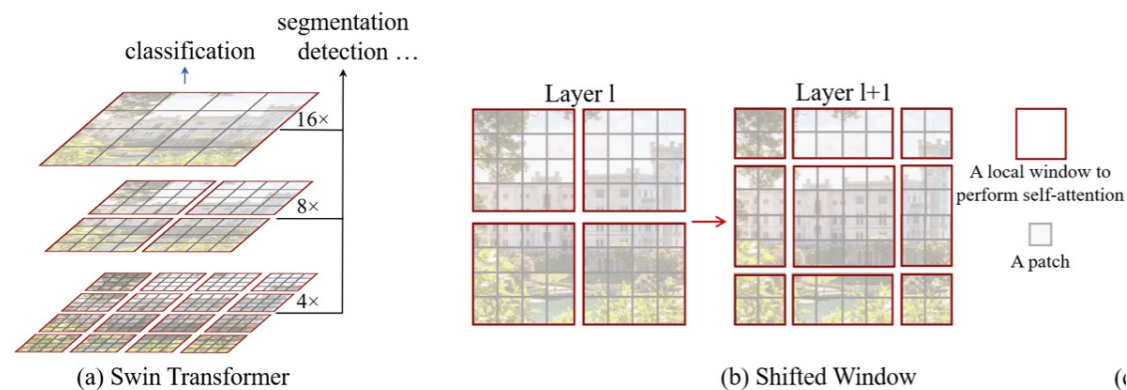 segmentation
classification
detection …
16×
8×
4×
(a) Swin Transformer
Layer l
Layer l+1
A local window to
perform self-attention
A patch
(b) Shifted Window
(c